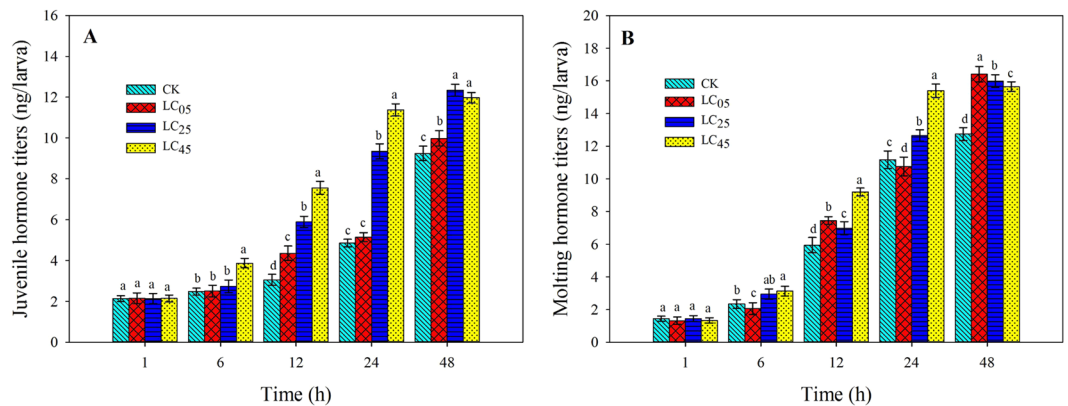 A
Juvenile hormone titers (ng/larva)
16
14
12
10
8
6
4
2
0
CK
LC05
LC25
LC45
a a a a
b b b a
d c b a
c c b a
c b a a
1 6 12 24 48
Time (h)
B
Molting hormone titers (ng/larva)
20
18
16
14
12
10
8
6
4
2
0
CK
LC05
LC25
LC45
a a a a
b c ab a
d b c a
c d b a
d a b c
1 6 12 24 48
Time (h)